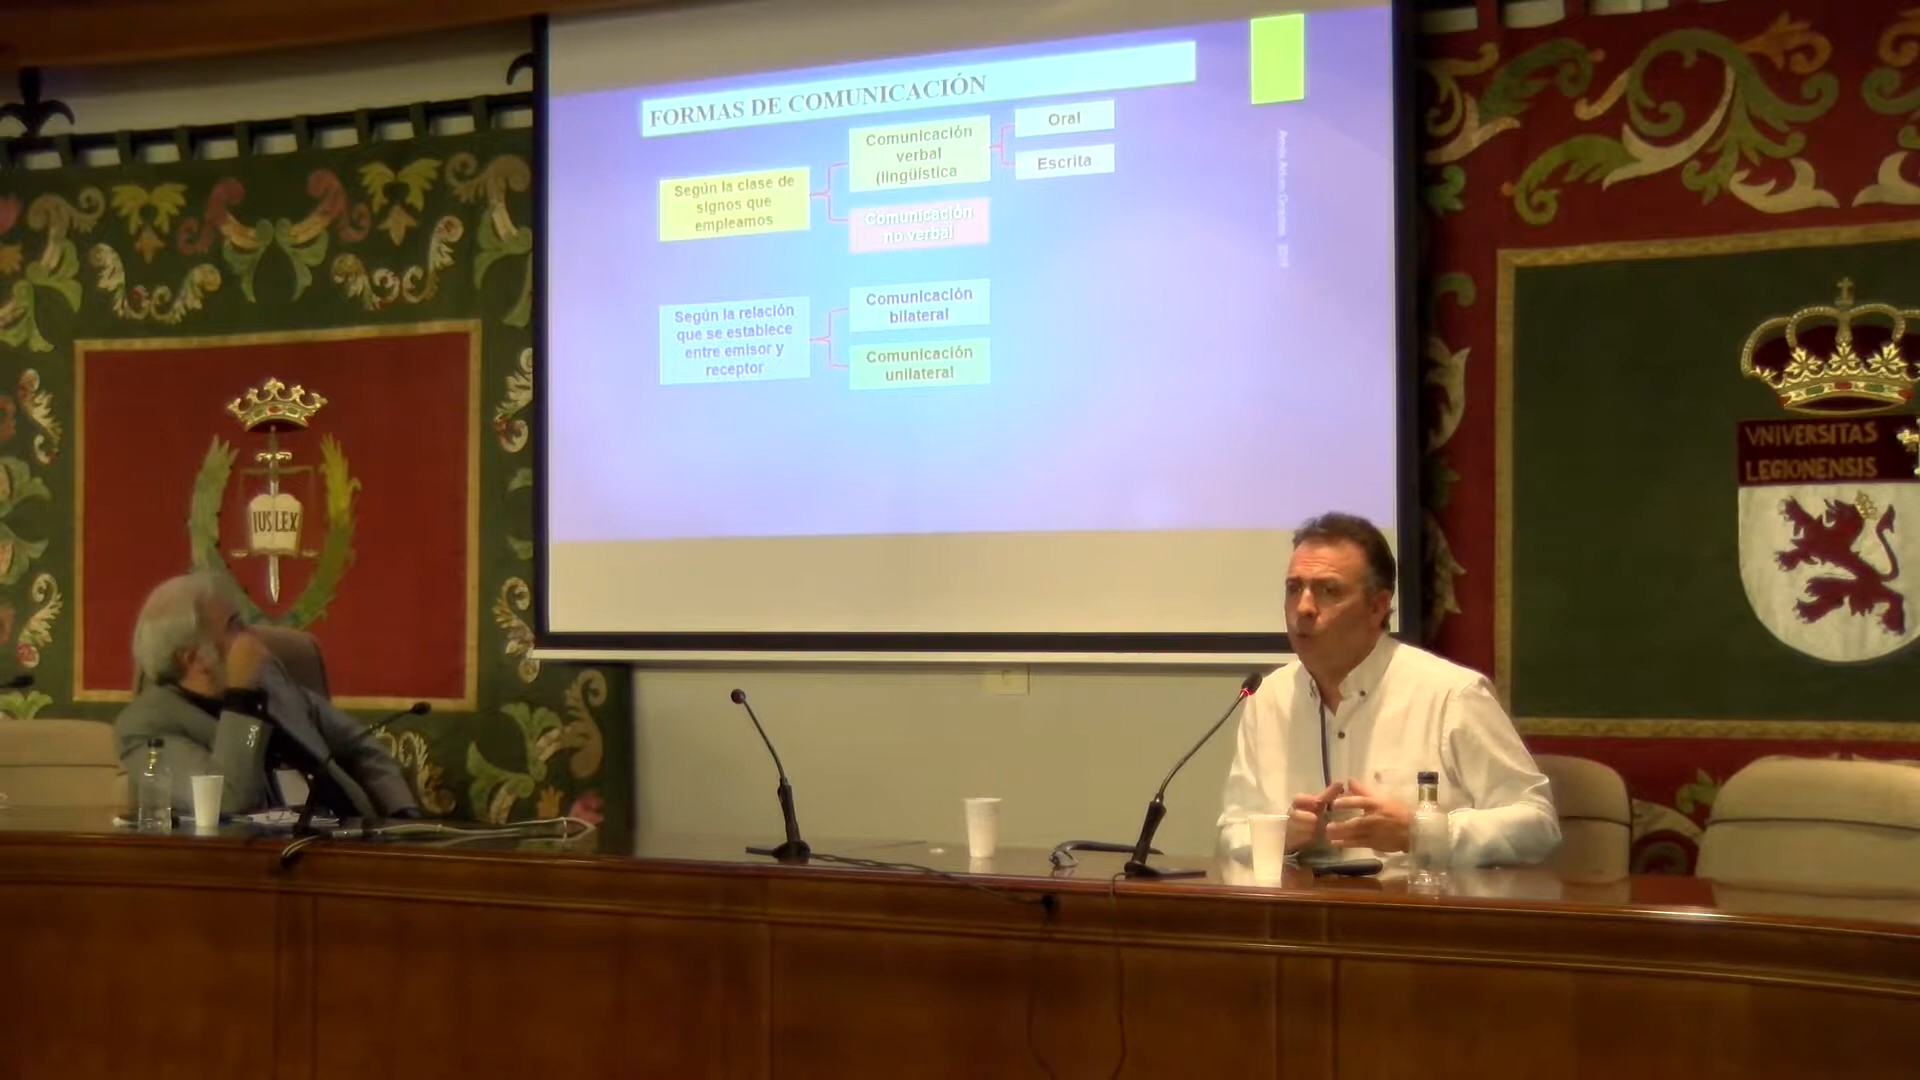 FORMAS DE COMUNICACIÓN
Según la clase de
signos que
empleamos
Comunicación
verbal
(lingüística
Oral
Escrita
Comunicación
no verbal
Según la relación
que se establece
entre emisor y
receptor
Comunicación
bilateral
Comunicación
unilateral
IUS LEX
VNIVERSITAS
LEGIONENSIS